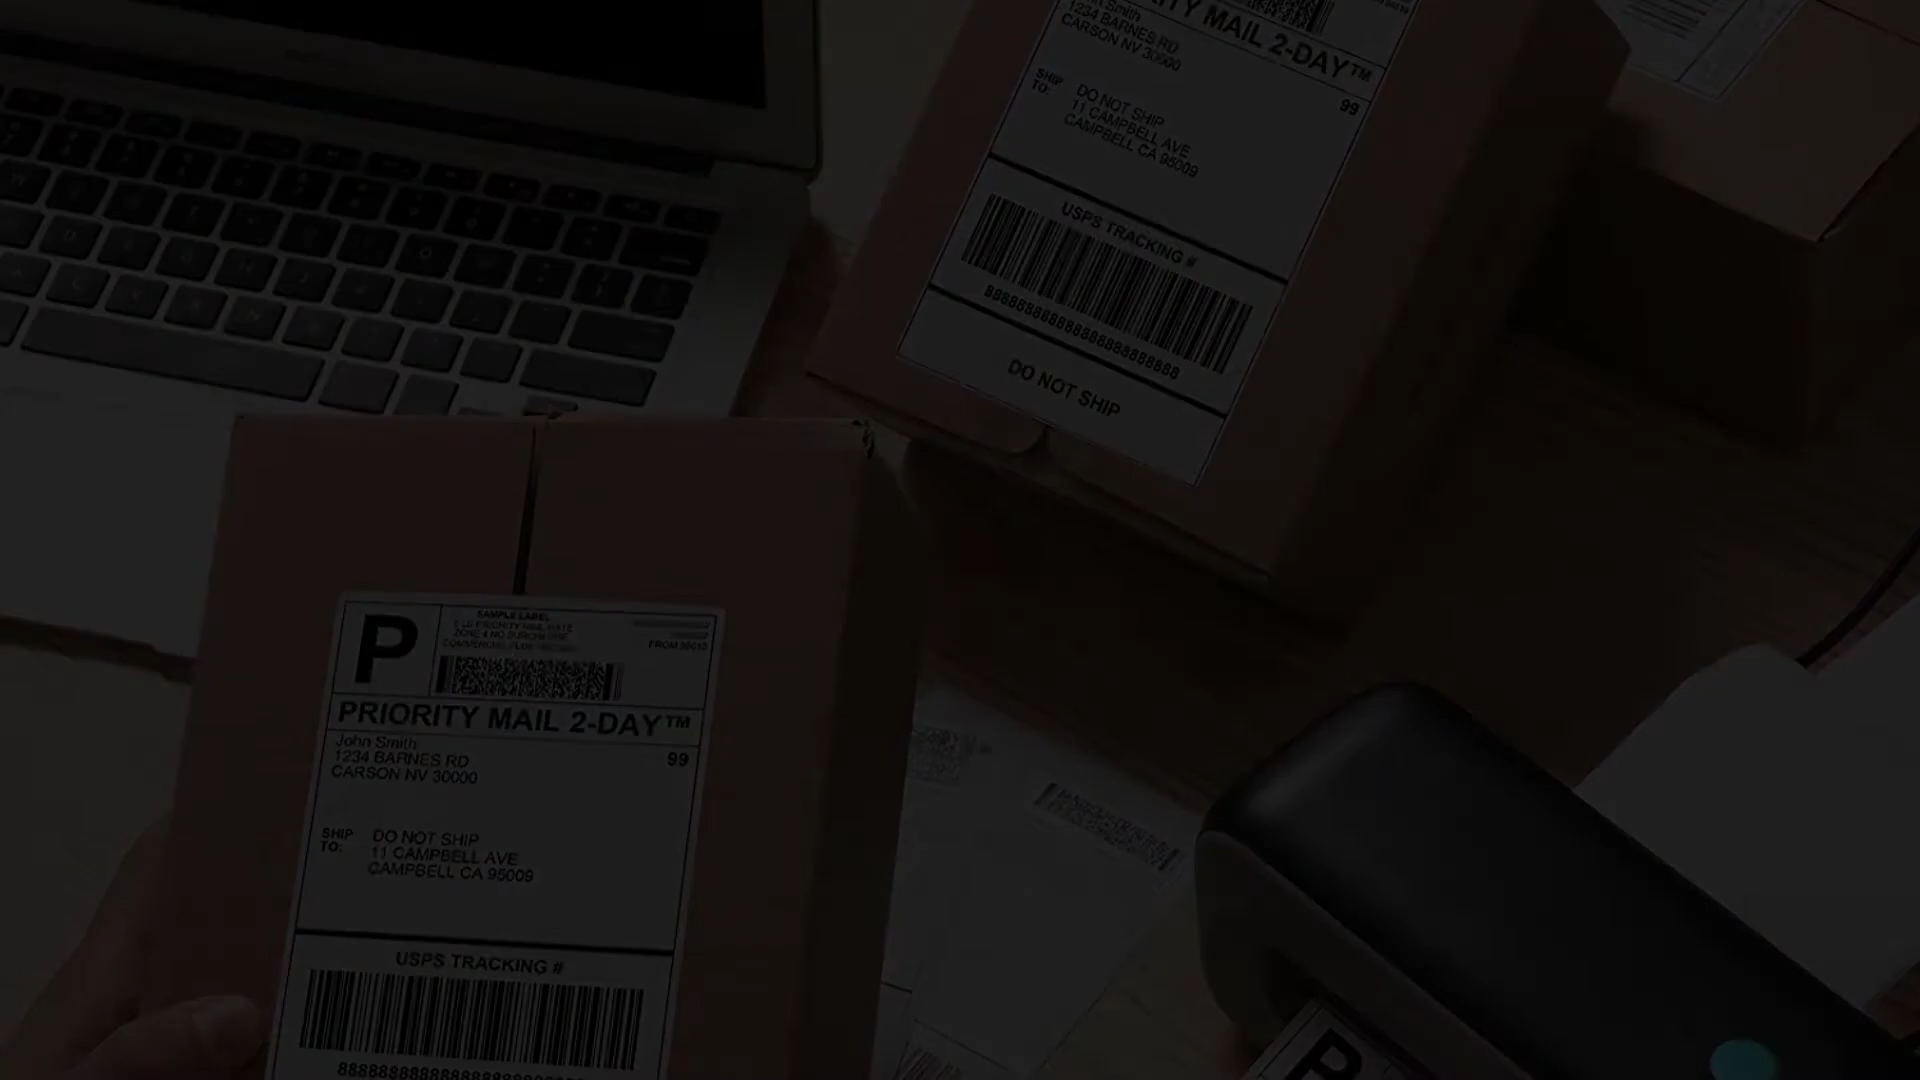 RITY MAIL 2-DAY™
1234 BARNES RD
CARSON NV 30000
99
SHIP
TO:
DO NOT SHIP
11 CAMPBELL AVE
CAMPBELL CA 95009
USPS TRACKING #
DO NOT SHIP
P
SAMPLE LABEL
PRIORITY MAIL 2-DAY™
John Smith
1234 BARNES RD
CARSON NV 30000
99
SHIP
TO:
DO NOT SHIP
11 CAMPBELL AVE
CAMPBELL CA 95009
USPS TRACKING #
P